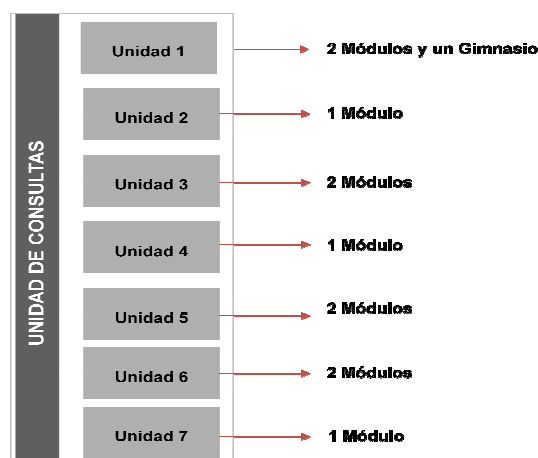 UNIDAD DE CONSULTAS
Unidad 1
2 Módulos y un Gimnasio
Unidad 2
1 Módulo
Unidad 3
2 Módulos
Unidad 4
1 Módulo
Unidad 5
2 Módulos
Unidad 6
2 Módulos
Unidad 7
1 Módulo